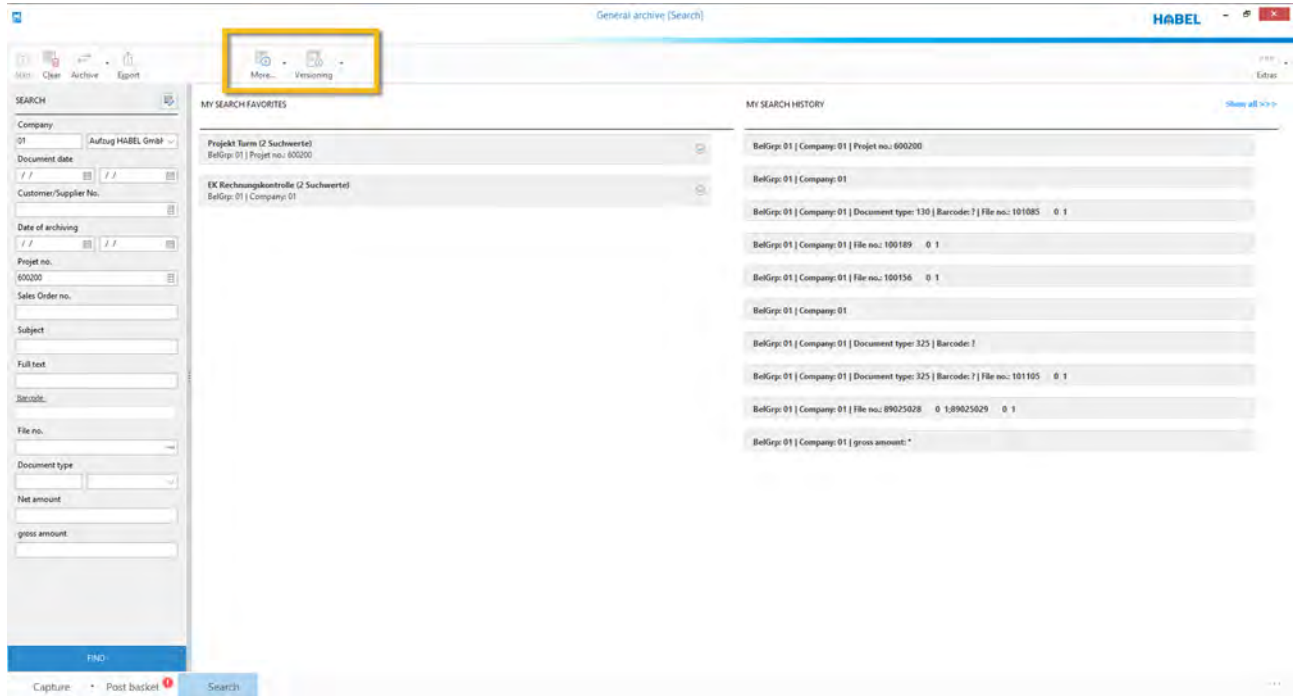 General archive [Search]
HABEL
Clear Archive Export
More... Versioning
Extras
SEARCH
Company
01 Aufzug HABEL GmbH
Document date
/ / / /
Customer/Supplier No.
Date of archiving
/ / / /
Projet no.
600200
Sales Order no.
Subject
Full text
Barcode
File no.
Document type
Net amount
gross amount
FIND
MY SEARCH FAVORITES
Projekt Turm (2 Suchwerte)
BelGrp: 01 | Projet no.: 600200
EK Rechnungskontrolle (2 Suchwerte)
BelGrp: 01 | Company: 01
MY SEARCH HISTORY
Show all >>>
BelGrp: 01 | Company: 01 | Projet no.: 600200
BelGrp: 01 | Company: 01
BelGrp: 01 | Company: 01 | Document type: 130 | Barcode: ? | File no.: 101085 0 1
BelGrp: 01 | Company: 01 | File no.: 100189 0 1
BelGrp: 01 | Company: 01 | File no.: 100156 0 1
BelGrp: 01 | Company: 01
BelGrp: 01 | Company: 01 | Document type: 325 | Barcode: ?
BelGrp: 01 | Company: 01 | Document type: 325 | Barcode: ? | File no.: 101105 0 1
BelGrp: 01 | Company: 01 | File no.: 89025028 0 1;89025029 0 1
BelGrp: 01 | Company: 01 | gross amount: *
Capture Post basket Search